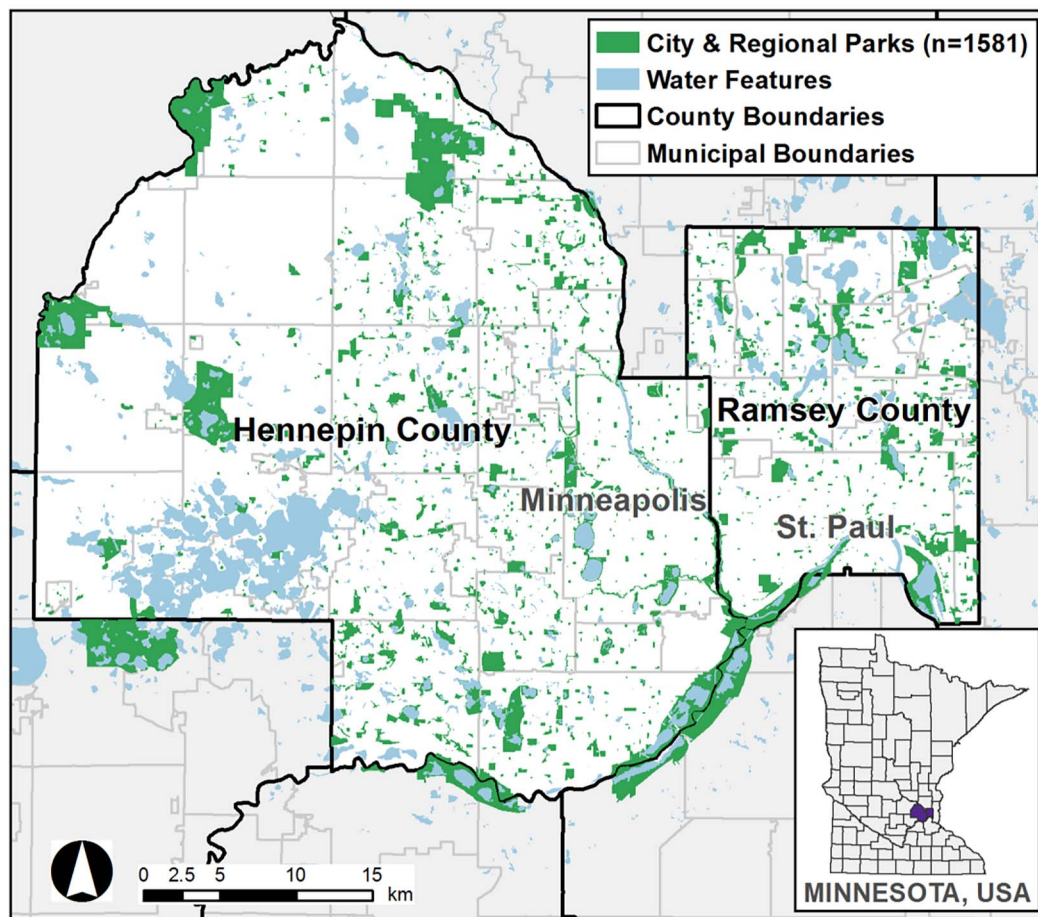 City & Regional Parks (n=1581)
Water Features
County Boundaries
Municipal Boundaries
Hennepin County
Ramsey County
Minneapolis
St. Paul
0 2.5 5 10 15
km
MINNESOTA, USA